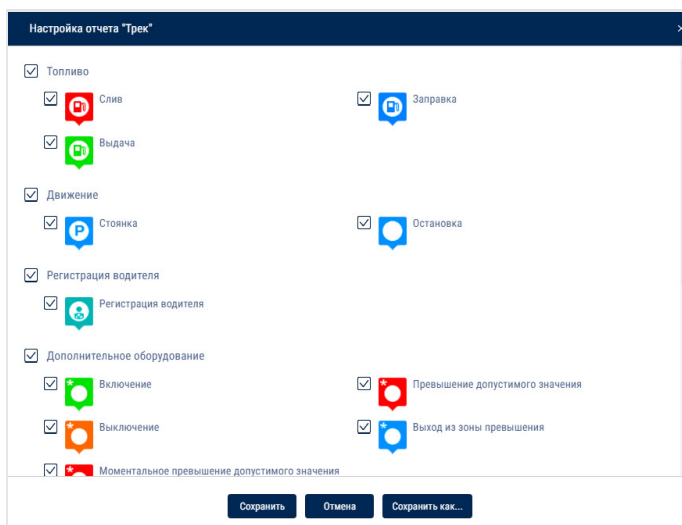 Настройка отчета "Трек"
Топливо
Слив
Заправка
Выдача
Движение
Стоянка
Остановка
Регистрация водителя
Регистрация водителя
Дополнительное оборудование
Включение
Превышение допустимого значения
Выключение
Выход из зоны превышения
Моментальное превышение допустимого значения
Сохранить Отмена Сохранить как...